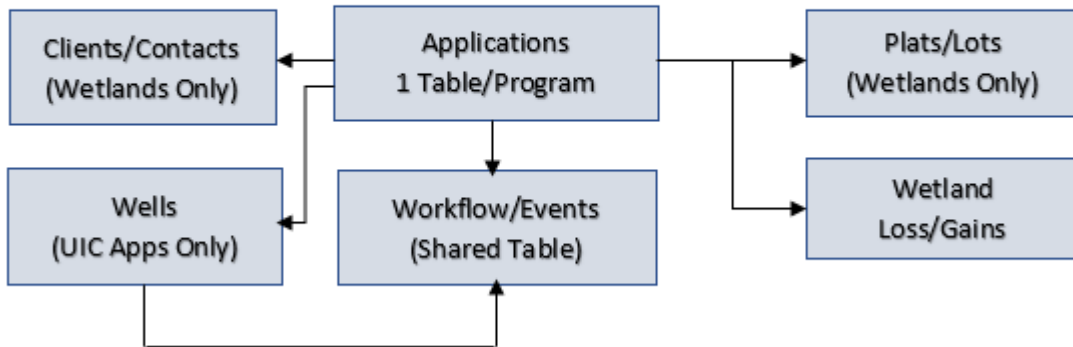 Clients/Contacts
(Wetlands Only)
Applications
1 Table/Program
Plats/Lots
(Wetlands Only)
Wells
(UIC Apps Only)
Workflow/Events
(Shared Table)
Wetland
Loss/Gains